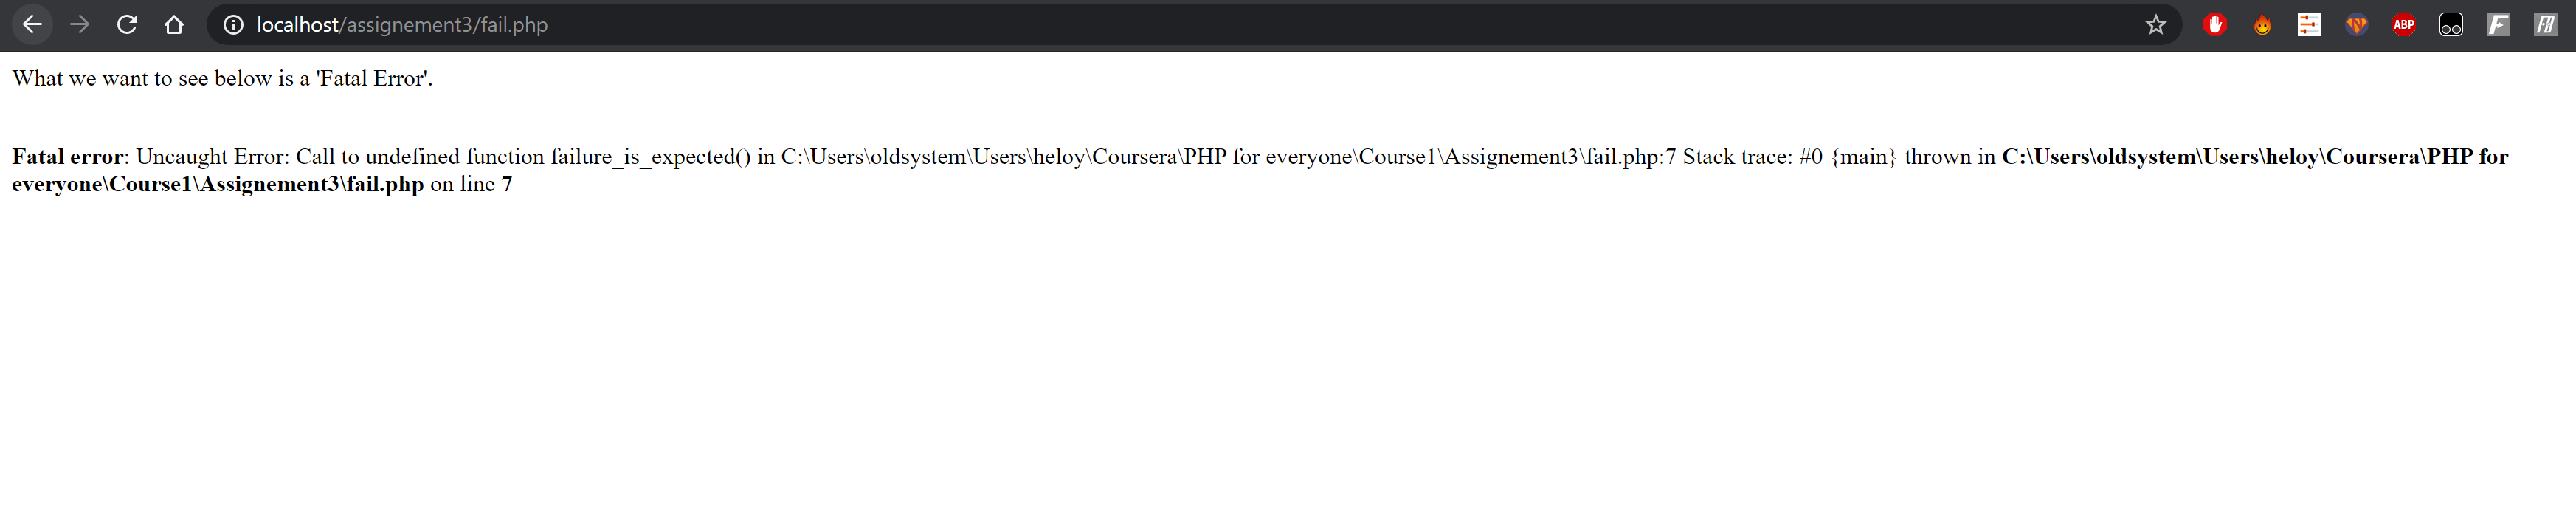 localhost/assignement3/fail.php
ABP
What we want to see below is a 'Fatal Error'.
Fatal error: Uncaught Error: Call to undefined function failure_is_expected() in C:\Users\oldsystem\Users\heloy\Coursera\PHP for everyone\Course1\Assignement3\fail.php:7 Stack trace: #0 {main} thrown in C:\Users\oldsystem\Users\heloy\Coursera\PHP for
everyone\Course1\Assignement3\fail.php on line 7